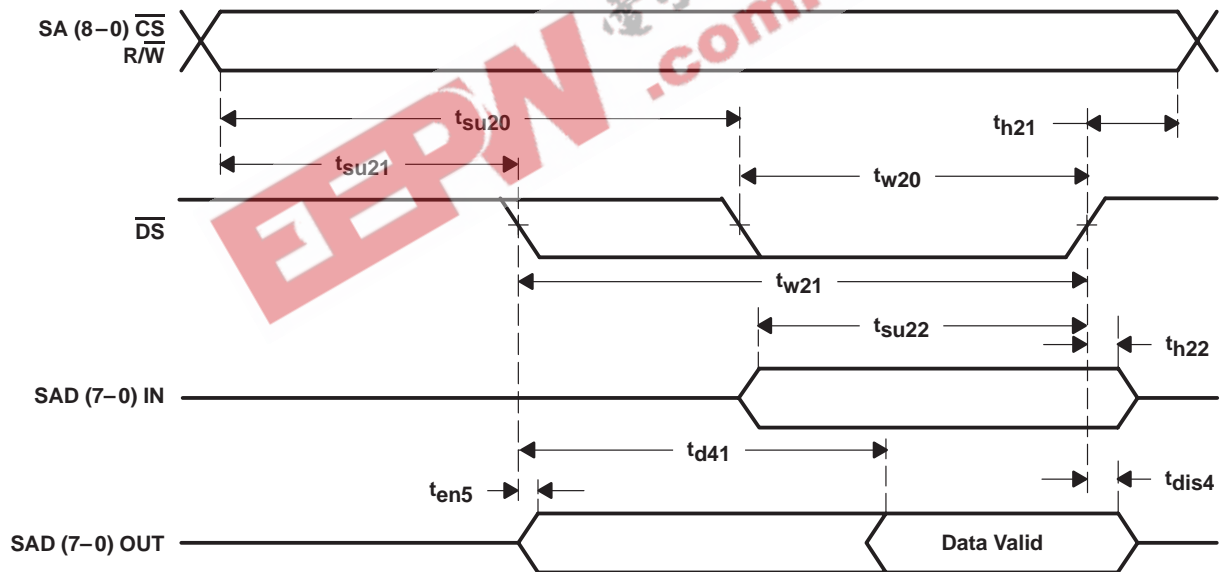 SA (8–0) CS
R/W
tsu20
th21
tsu21
tw20
DS
tw21
tsu22
th22
SAD (7–0) IN
td41
ten5
tdis4
SAD (7–0) OUT
Data Valid
EEPW
.com